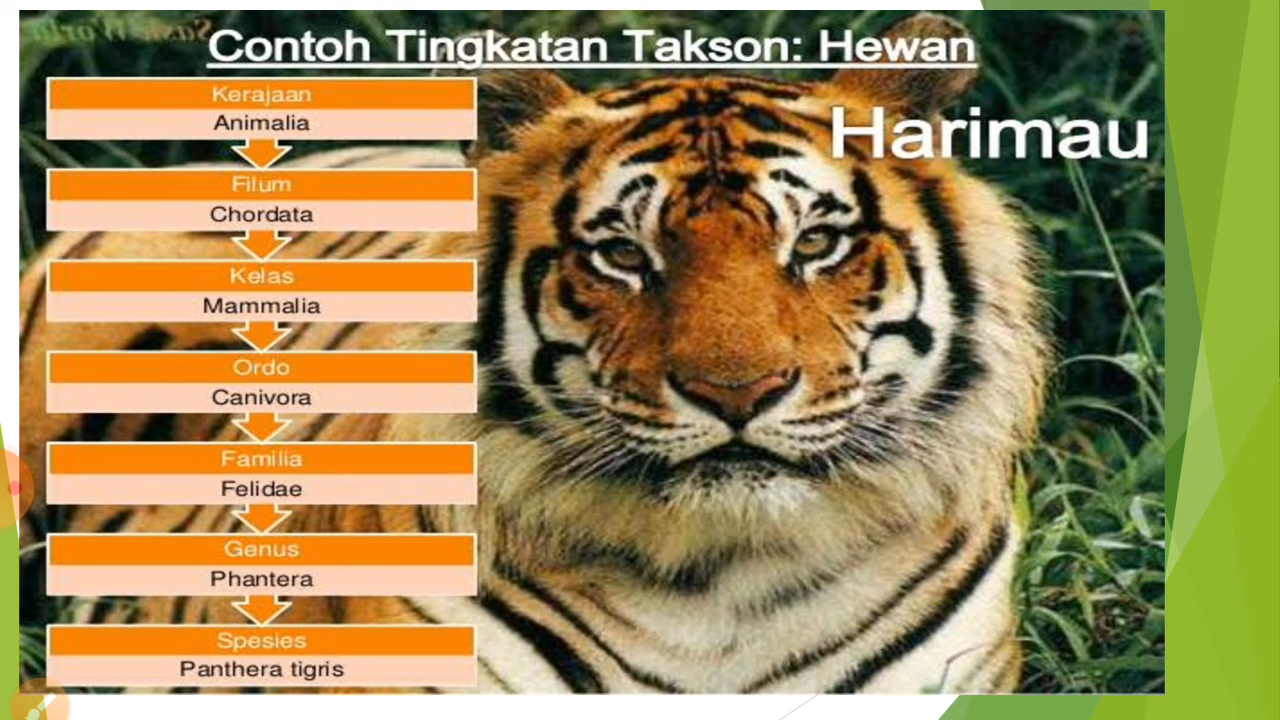 Contoh Tingkatan Takson: Hewan
Harimau
Kerajaan
Animalia
Filum
Chordata
Kelas
Mammalia
Ordo
Canivora
Familia
Felidae
Genus
Phantera
Spesies
Panthera tigris